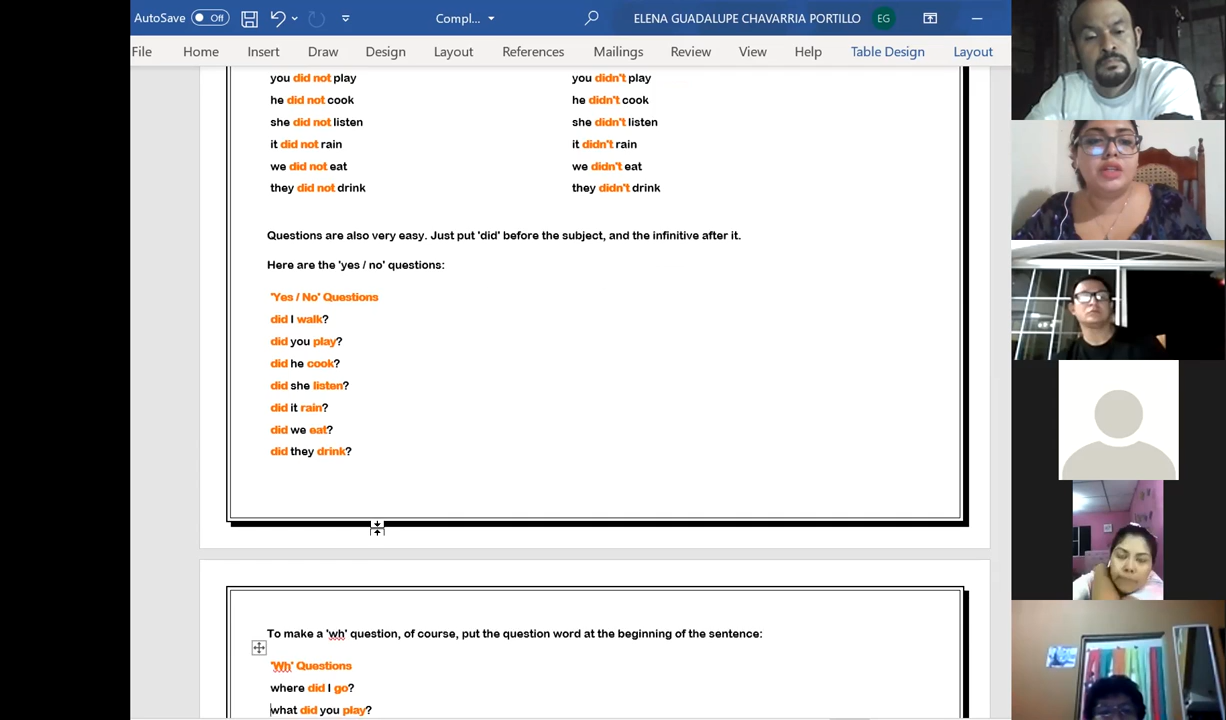 AutoSave Off Compl... ELENA GUADALUPE CHAVARRIA PORTILLO EG
File Home Insert Draw Design Layout References Mailings Review View Help Table Design Layout
you did not play you didn't play
he did not cook he didn't cook
she did not listen she didn't listen
it did not rain it didn't rain
we did not eat we didn't eat
they did not drink they didn't drink
Questions are also very easy. Just put 'did' before the subject, and the infinitive after it.
Here are the 'yes / no' questions:
'Yes / No' Questions
did I walk?
did you play?
did he cook?
did she listen?
did it rain?
did we eat?
did they drink?
To make a 'wh' question, of course, put the question word at the beginning of the sentence:
'Wh' Questions
where did I go?
what did you play?